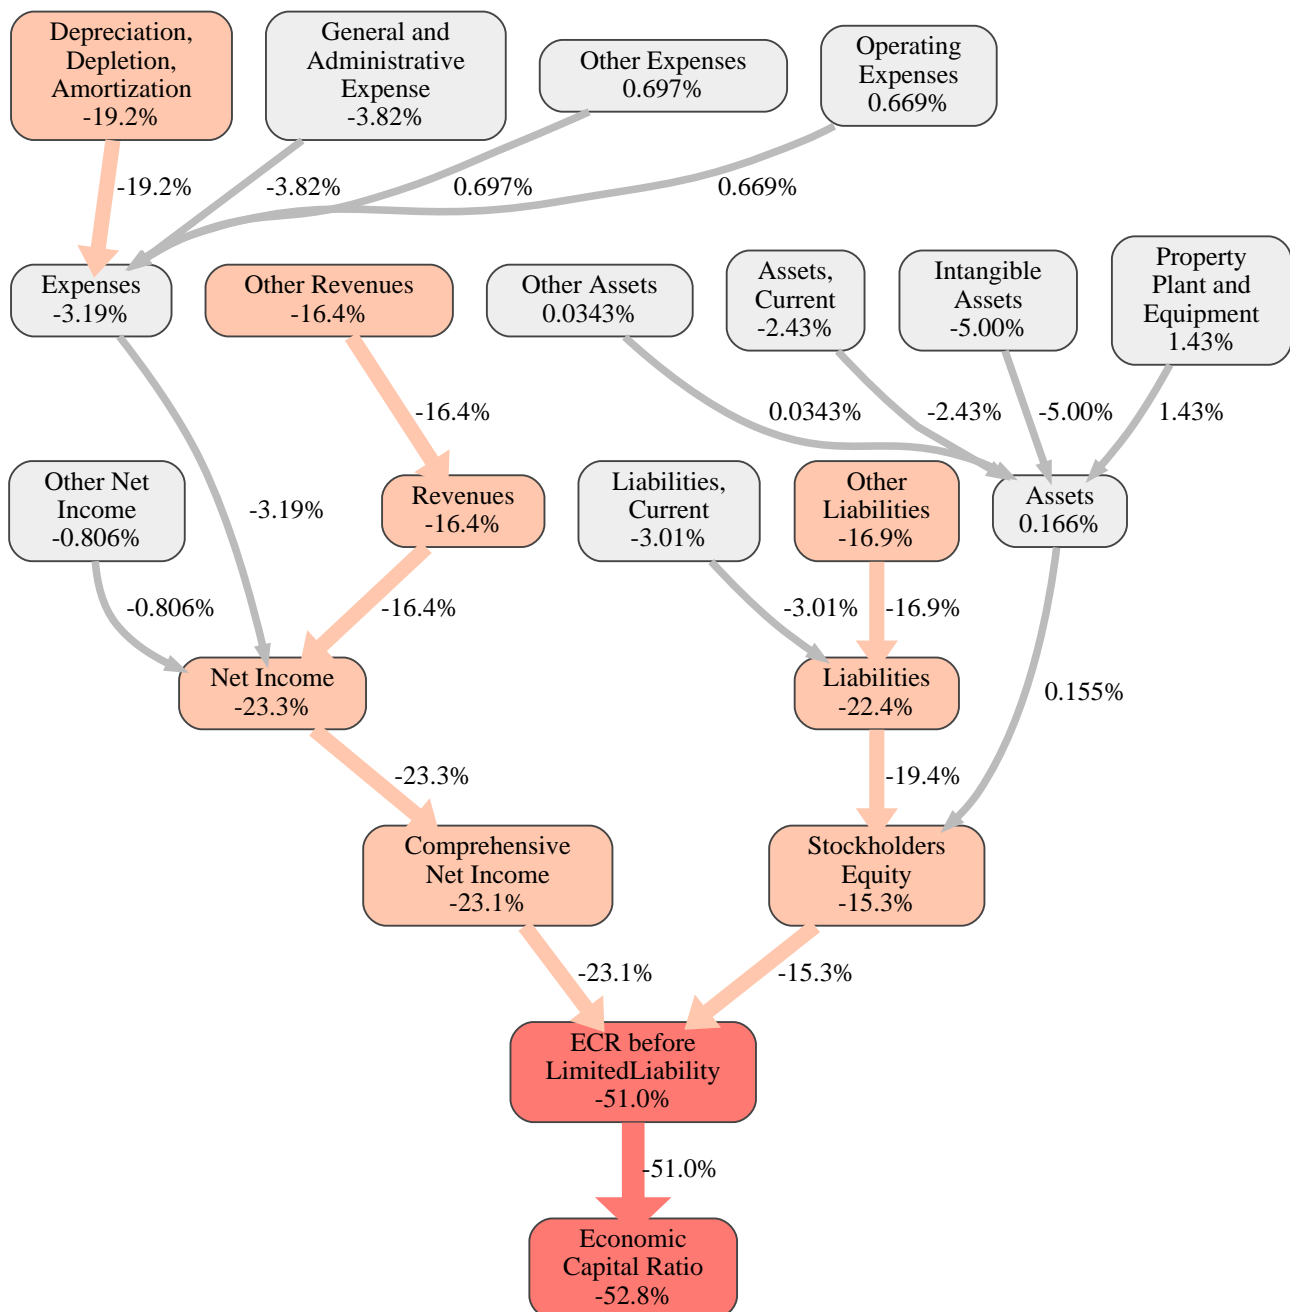 Depreciation,
Depletion,
Amortization
-19.2%
General and
Administrative
Expense
-3.82%
Other Expenses
0.697%
Operating
Expenses
0.669%
-19.2%
-3.82%
0.697%
0.669%
Expenses
-3.19%
Other Revenues
-16.4%
Other Assets
0.0343%
Assets,
Current
-2.43%
Intangible
Assets
-5.00%
Property
Plant and
Equipment
1.43%
-16.4%
0.0343%
-2.43%
-5.00%
1.43%
Other Net
Income
-0.806%
-3.19%
Revenues
-16.4%
Liabilities,
Current
-3.01%
Other
Liabilities
-16.9%
Assets
0.166%
-0.806%
-16.4%
-3.01%
-16.9%
Net Income
-23.3%
Liabilities
-22.4%
0.155%
-23.3%
-19.4%
Comprehensive
Net Income
-23.1%
Stockholders
Equity
-15.3%
-23.1%
-15.3%
ECR before
LimitedLiability
-51.0%
-51.0%
Economic
Capital Ratio
-52.8%